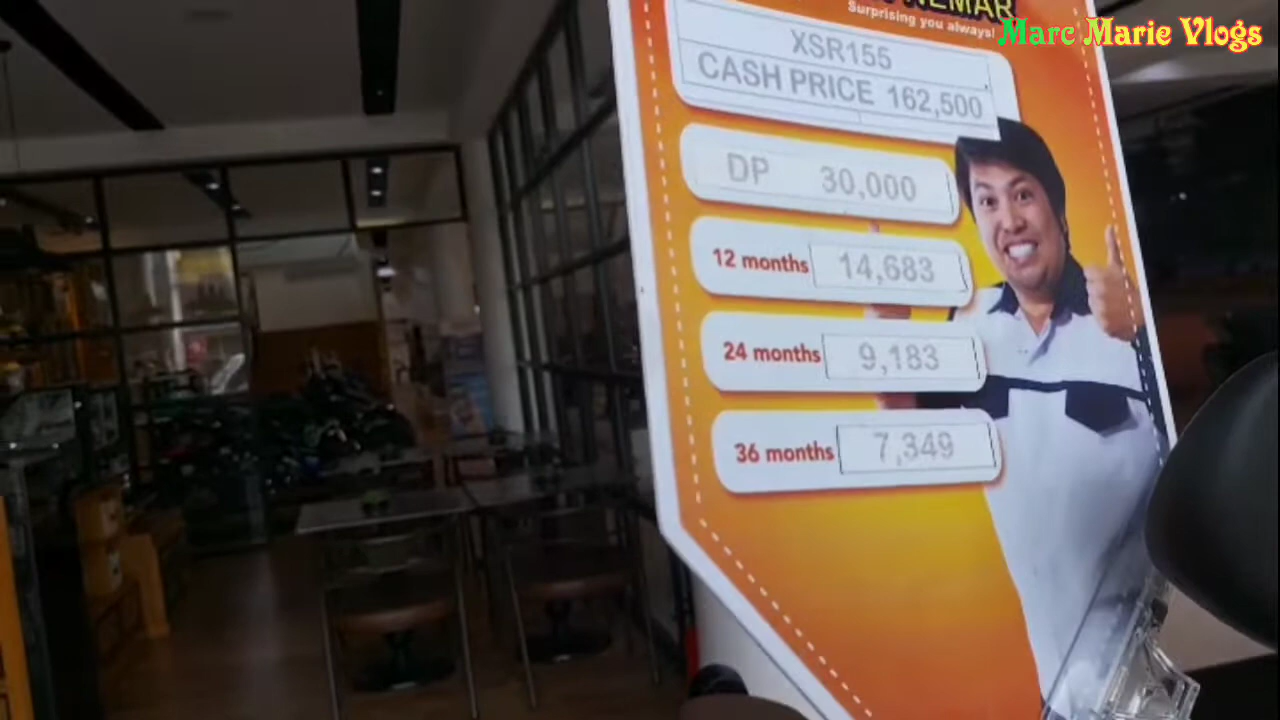 Surprising you always!
Marc Marie Vlogs
XSR155
CASH PRICE 162,500
DP 30,000
12 months 14,683
24 months 9,183
36 months 7,349